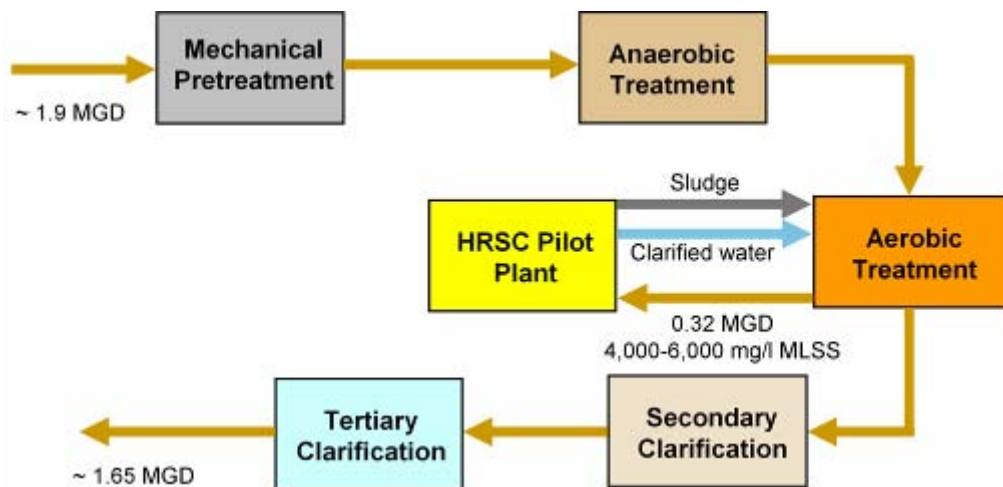 Mechanical
Pretreatment
Anaerobic
Treatment
~ 1.9 MGD
Sludge
HRSC Pilot
Plant
Clarified water
Aerobic
Treatment
0.32 MGD
4,000-6,000 mg/l MLSS
Tertiary
Clarification
Secondary
Clarification
~ 1.65 MGD